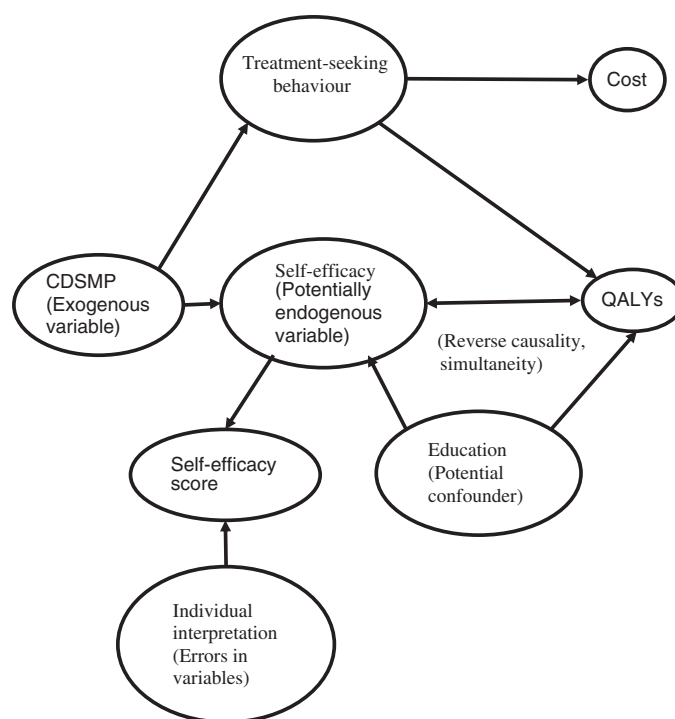 Treatment-seeking
behaviour
Cost
CDSMP
(Exogenous
variable)
Self-efficacy
(Potentially
endogenous
variable)
QALYs
(Reverse causality,
simultaneity)
Education
(Potential
confounder)
Self-efficacy
score
Individual
interpretation
(Errors in
variables)